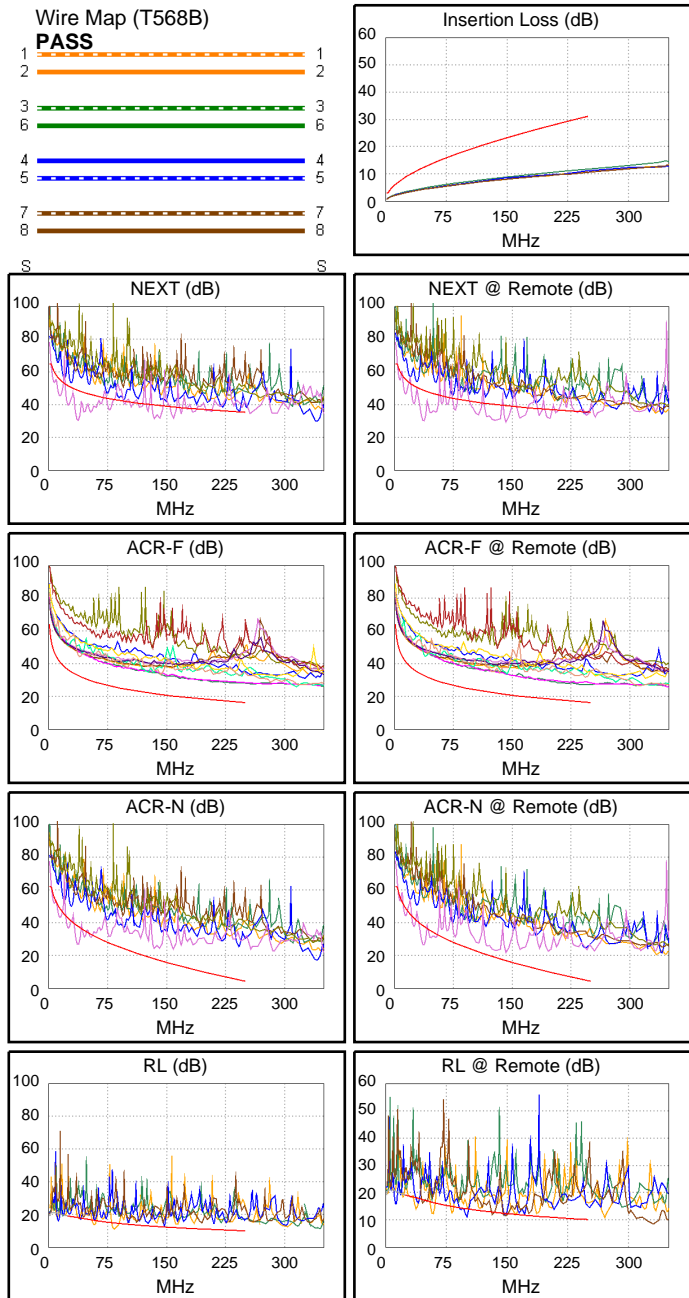 Wire Map (T568B)
PASS
1 1
2 2
3 3
6 6
4 4
5 5
7 7
8 8
S S
Insertion Loss (dB)
60
50
40
30
20
10
0
0 75 150 225 300
MHz
NEXT (dB)
100
80
60
40
20
0
0 75 150 225 300
MHz
NEXT @ Remote (dB)
100
80
60
40
20
0
0 75 150 225 300
MHz
ACR-F (dB)
100
80
60
40
20
0
0 75 150 225 300
MHz
ACR-F @ Remote (dB)
100
80
60
40
20
0
0 75 150 225 300
MHz
ACR-N (dB)
100
80
60
40
20
0
0 75 150 225 300
MHz
ACR-N @ Remote (dB)
100
80
60
40
20
0
0 75 150 225 300
MHz
RL (dB)
100
80
60
40
20
0
0 75 150 225 300
MHz
RL @ Remote (dB)
60
50
40
30
20
10
0
0 75 150 225 300
MHz